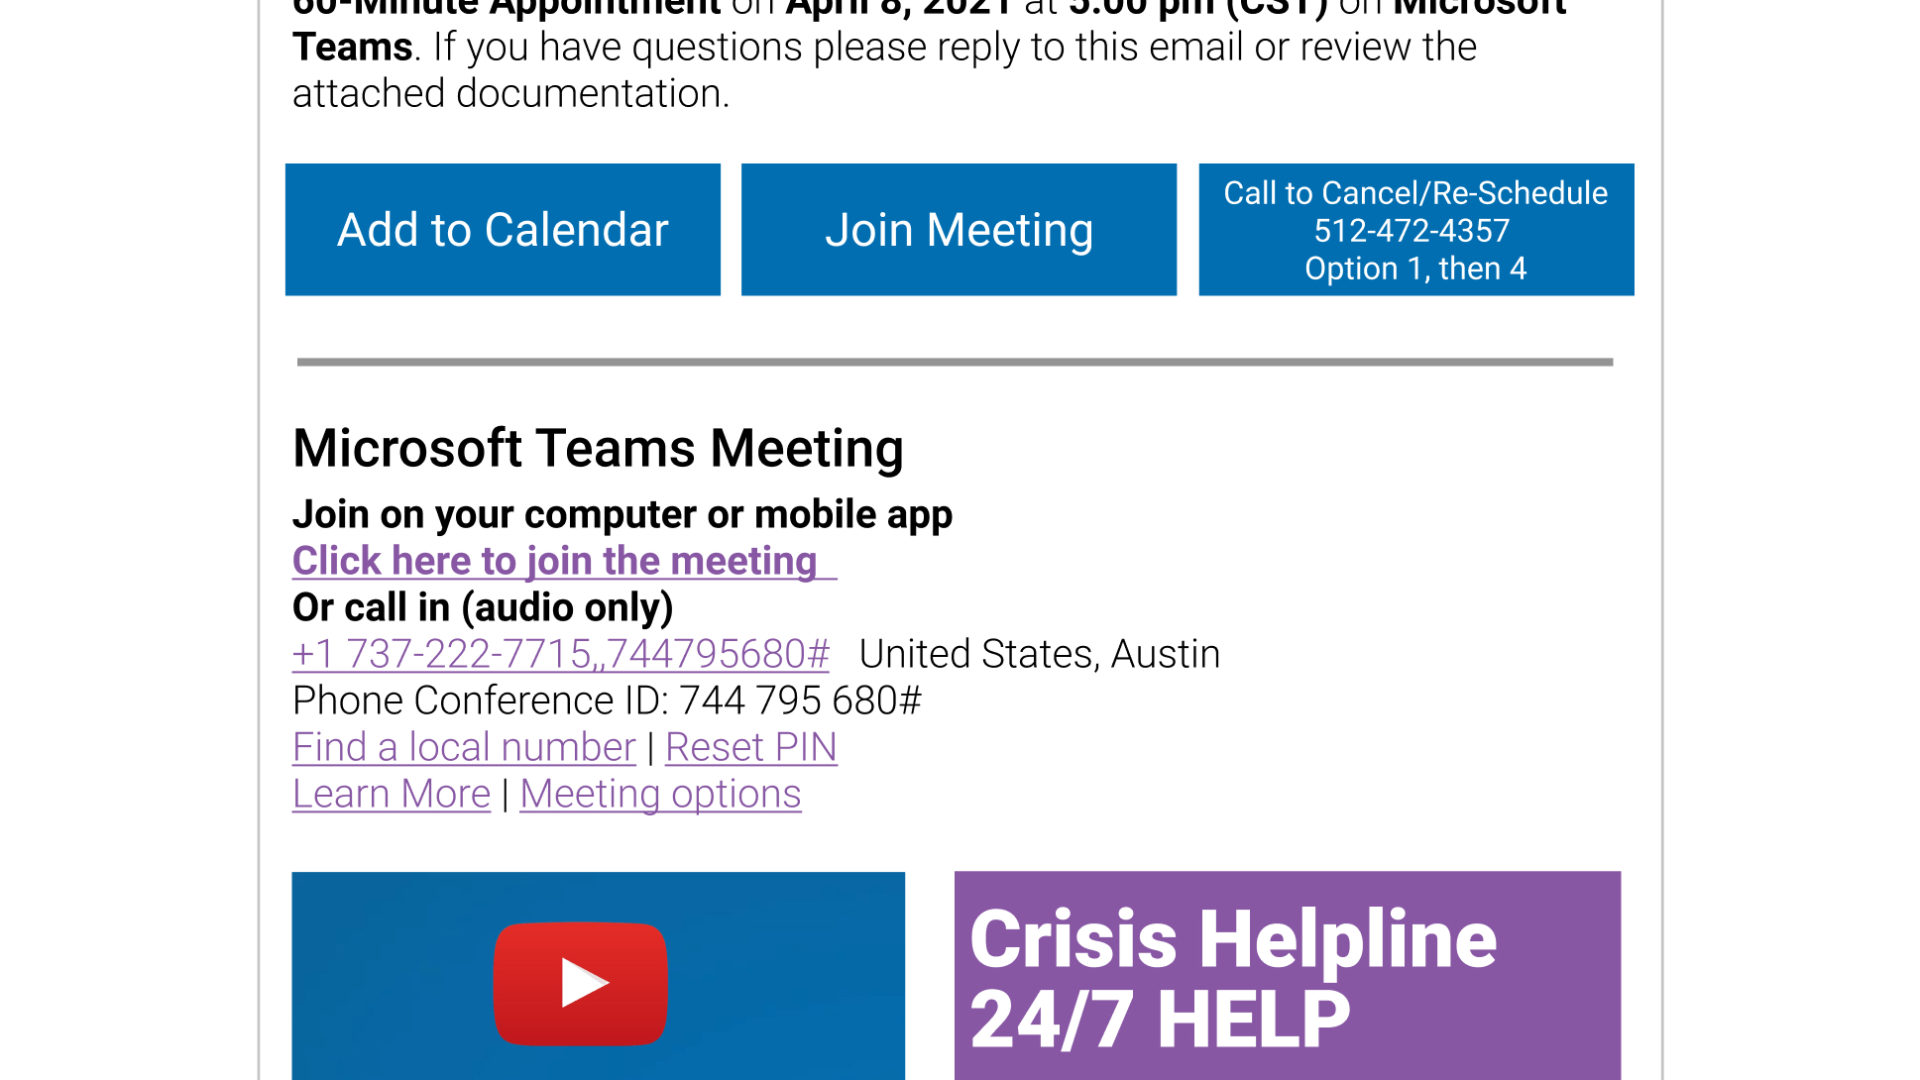 60-Minute Appointment on April 8, 2021 at 5:00 pm (CST) on Microsoft
Teams. If you have questions please reply to this email or review the
attached documentation.
Add to Calendar
Join Meeting
Call to Cancel/Re-Schedule
512-472-4357
Option 1, then 4
Microsoft Teams Meeting
Join on your computer or mobile app
Click here to join the meeting
Or call in (audio only)
+1 737-222-7715,,744795680# United States, Austin
Phone Conference ID: 744 795 680#
Find a local number | Reset PIN
Learn More | Meeting options
Crisis Helpline
24/7 HELP